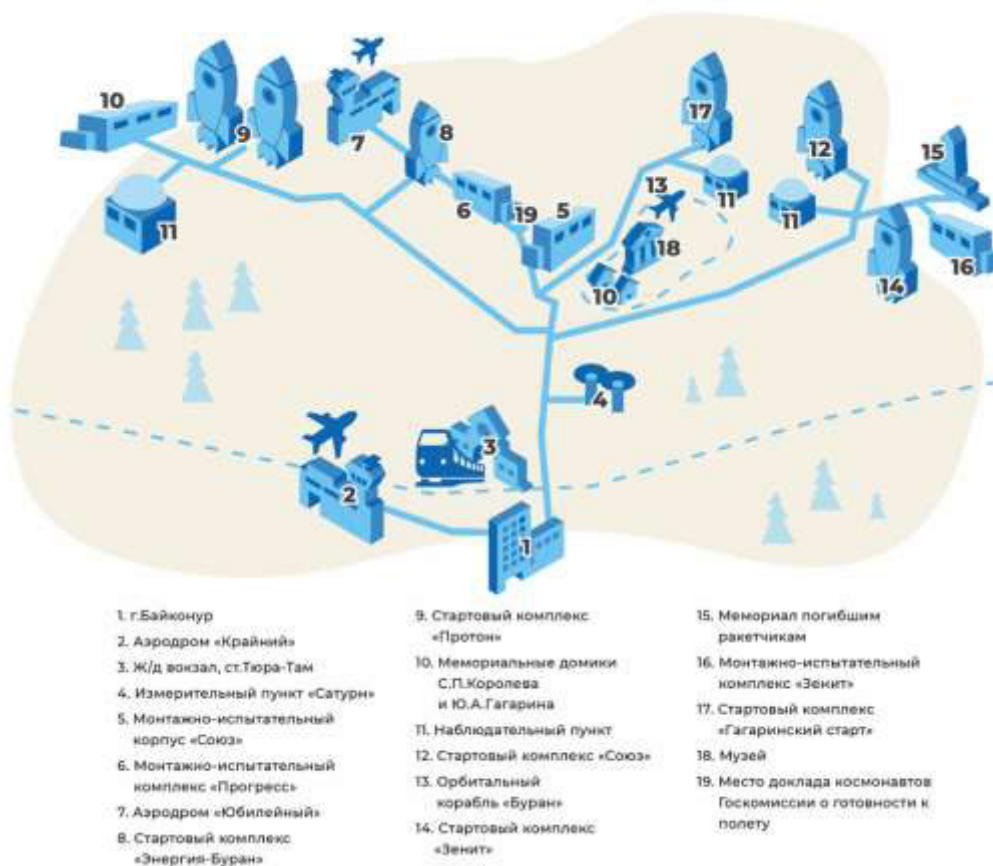 10
9
7
8
17
12
15
13
11
6
19
5
11
11
18
11
10
16
14
4
3
2
1
1. г.Байконур
2. Аэродром «Крайний»
3. Ж/д вокзал, ст.Тюра-Там
4. Измерительный пункт «Сатурн»
5. Монтажно-испытательный
корпус «Союз»
6. Монтажно-испытательный
комплекс «Прогресс»
7. Аэродром «Юбилейный»
8. Стартовый комплекс
«Энергия-Буран»
9. Стартовый комплекс
«Протон»
10. Мемориальные домики
С.П.Королева
и Ю.А.Гагарина
11. Наблюдательный пункт
12. Стартовый комплекс «Союз»
13. Орбитальный
корабль «Буран»
14. Стартовый комплекс
«Зенит»
15. Мемориал погибшим
ракетчикам
16. Монтажно-испытательный
комплекс «Зенит»
17. Стартовый комплекс
«Гагаринский старт»
18. Музей
19. Место доклада космонавтов
Госкомиссии о готовности к
полету